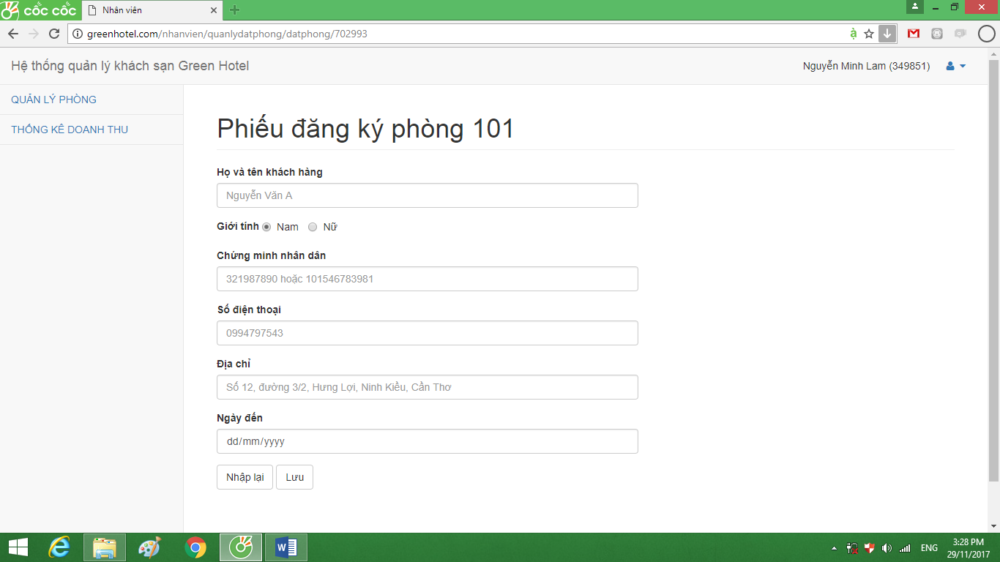 cốc cốc
Nhân viên
greenhotel.com/nhanvien/quanlydatphong/datphong/702993
Hệ thống quản lý khách sạn Green Hotel
Nguyễn Minh Lam (349851)
QUẢN LÝ PHÒNG
THỐNG KÊ DOANH THU
Phiếu đăng ký phòng 101
Họ và tên khách hàng
Nguyễn Văn A
Giới tính Nam Nữ
Chứng minh nhân dân
321987890 hoặc 101546783981
Số điện thoại
0994797543
Địa chỉ
Số 12, đường 3/2, Hưng Lợi, Ninh Kiều, Cần Thơ
Ngày đến
dd/mm/yyyy
Nhập lại Lưu
ENG
3:28 PM
29/11/2017